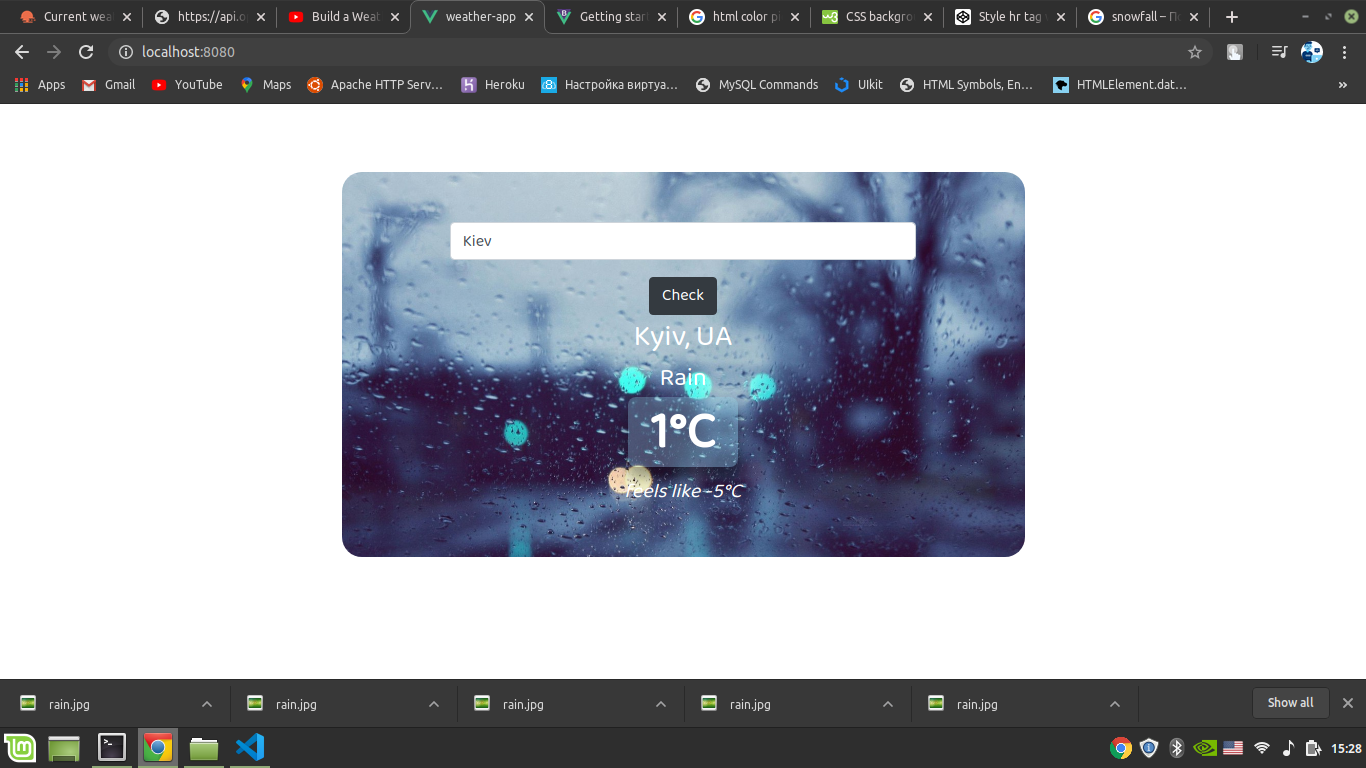 Current wea
https://api.o
Build a Weat
weather-app
Getting star
html color pi
CSS backgro
Style hr tag
snowfall – По
localhost:8080
Apps
Gmail
YouTube
Maps
Apache HTTP Serv...
Heroku
Настройка виртуа...
MySQL Commands
UIkit
HTML Symbols, En...
HTMLElement.dat...
Kiev
Check
Kyiv, UA
Rain
1°C
feels like -5°C
rain.jpg
rain.jpg
rain.jpg
rain.jpg
rain.jpg
Show all
15:28